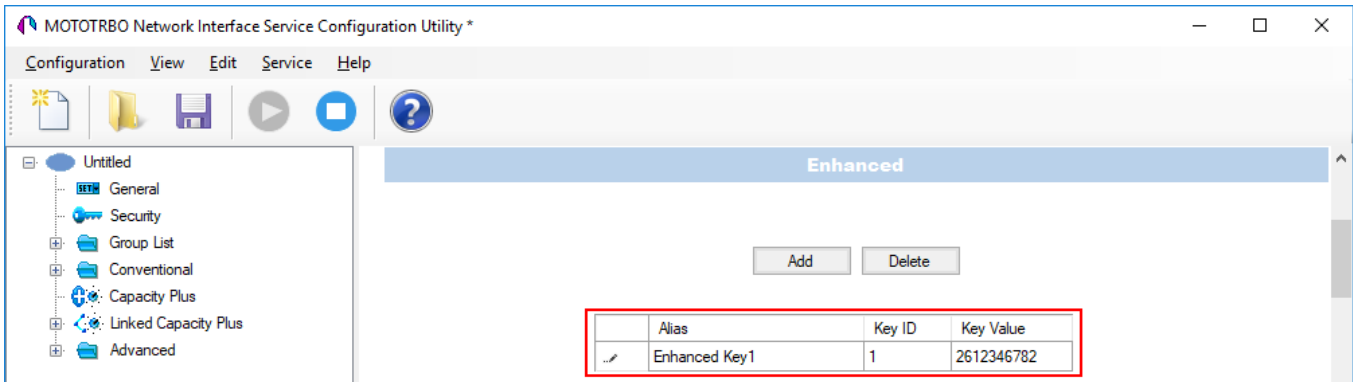 MOTOTRBO Network Interface Service Configuration Utility *
Configuration View Edit Service Help
Untitled
SET
General
Security
Group List
Conventional
Capacity Plus
Linked Capacity Plus
Advanced
Enhanced
Add Delete
Alias Key ID Key Value
Enhanced Key1 1 2612346782